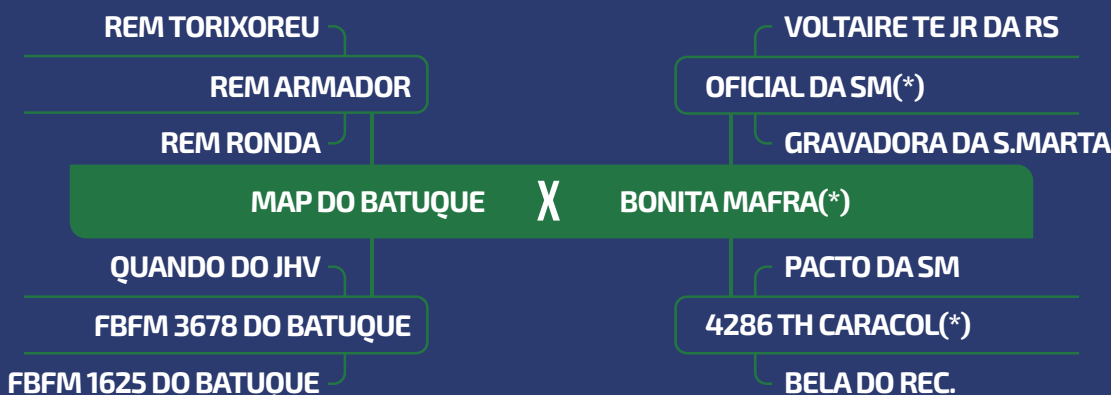 REM TORIXOREU
VOLTAIRE TE JR DA RS
REM ARMADOR
OFICIAL DA SM(*)
REM RONDA
GRAVADORA DA S.MARTA
MAP DO BATUQUE X BONITA MAFRA(*)
QUANDO DO JHV
PACTO DA SM
FBFM 3678 DO BATUQUE
4286 TH CARACOL(*)
FBFM 1625 DO BATUQUE
BELA DO REC.